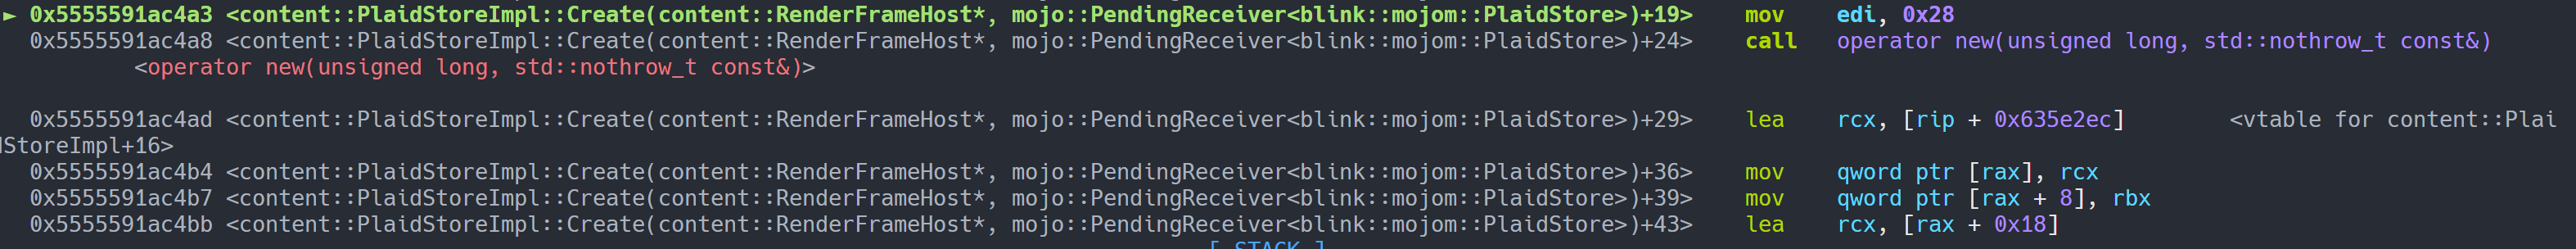 ► 0x5555591ac4a3 <content::PlaidStoreImpl::Create(content::RenderFrameHost*, mojo::PendingReceiver<blink::mojom::PlaidStore>)+19> mov edi, 0x28
0x5555591ac4a8 <content::PlaidStoreImpl::Create(content::RenderFrameHost*, mojo::PendingReceiver<blink::mojom::PlaidStore>)+24> call operator new(unsigned long, std::nothrow_t const&)
<operator new(unsigned long, std::nothrow_t const&)>
0x5555591ac4ad <content::PlaidStoreImpl::Create(content::RenderFrameHost*, mojo::PendingReceiver<blink::mojom::PlaidStore>)+29> lea rcx, [rip + 0x635e2ec] <vtable for content::Plai
dStoreImpl+16>
0x5555591ac4b4 <content::PlaidStoreImpl::Create(content::RenderFrameHost*, mojo::PendingReceiver<blink::mojom::PlaidStore>)+36> mov qword ptr [rax], rcx
0x5555591ac4b7 <content::PlaidStoreImpl::Create(content::RenderFrameHost*, mojo::PendingReceiver<blink::mojom::PlaidStore>)+39> mov qword ptr [rax + 8], rbx
0x5555591ac4bb <content::PlaidStoreImpl::Create(content::RenderFrameHost*, mojo::PendingReceiver<blink::mojom::PlaidStore>)+43> lea rcx, [rax + 0x18]
[ STACK ]